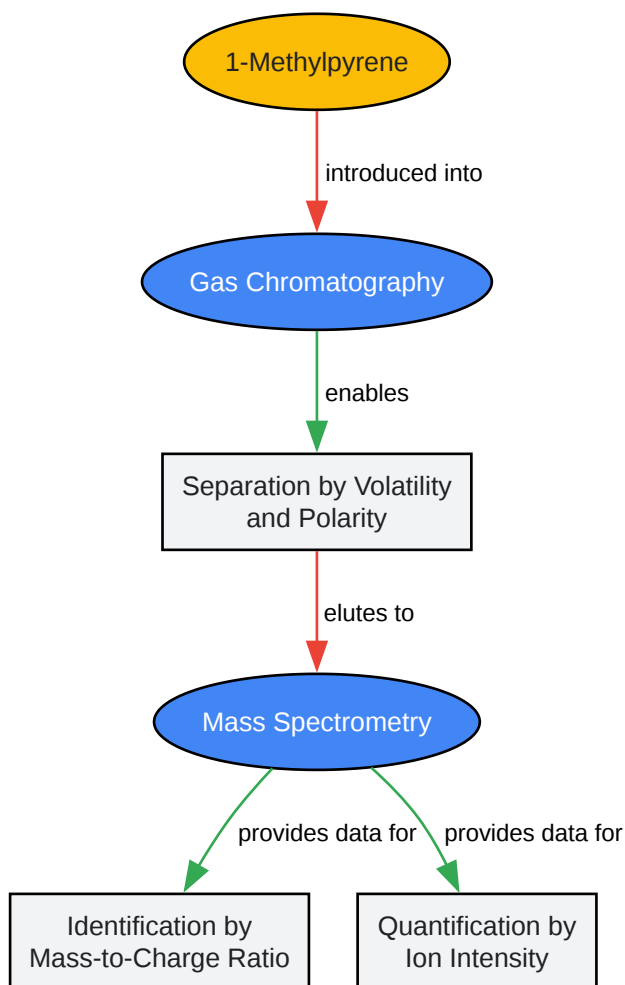 1-Methylpyrene
introduced into
Gas Chromatography
enables
Separation by Volatility
and Polarity
elutes to
Mass Spectrometry
provides data for
provides data for
Identification by
Mass-to-Charge Ratio
Quantification by
Ion Intensity